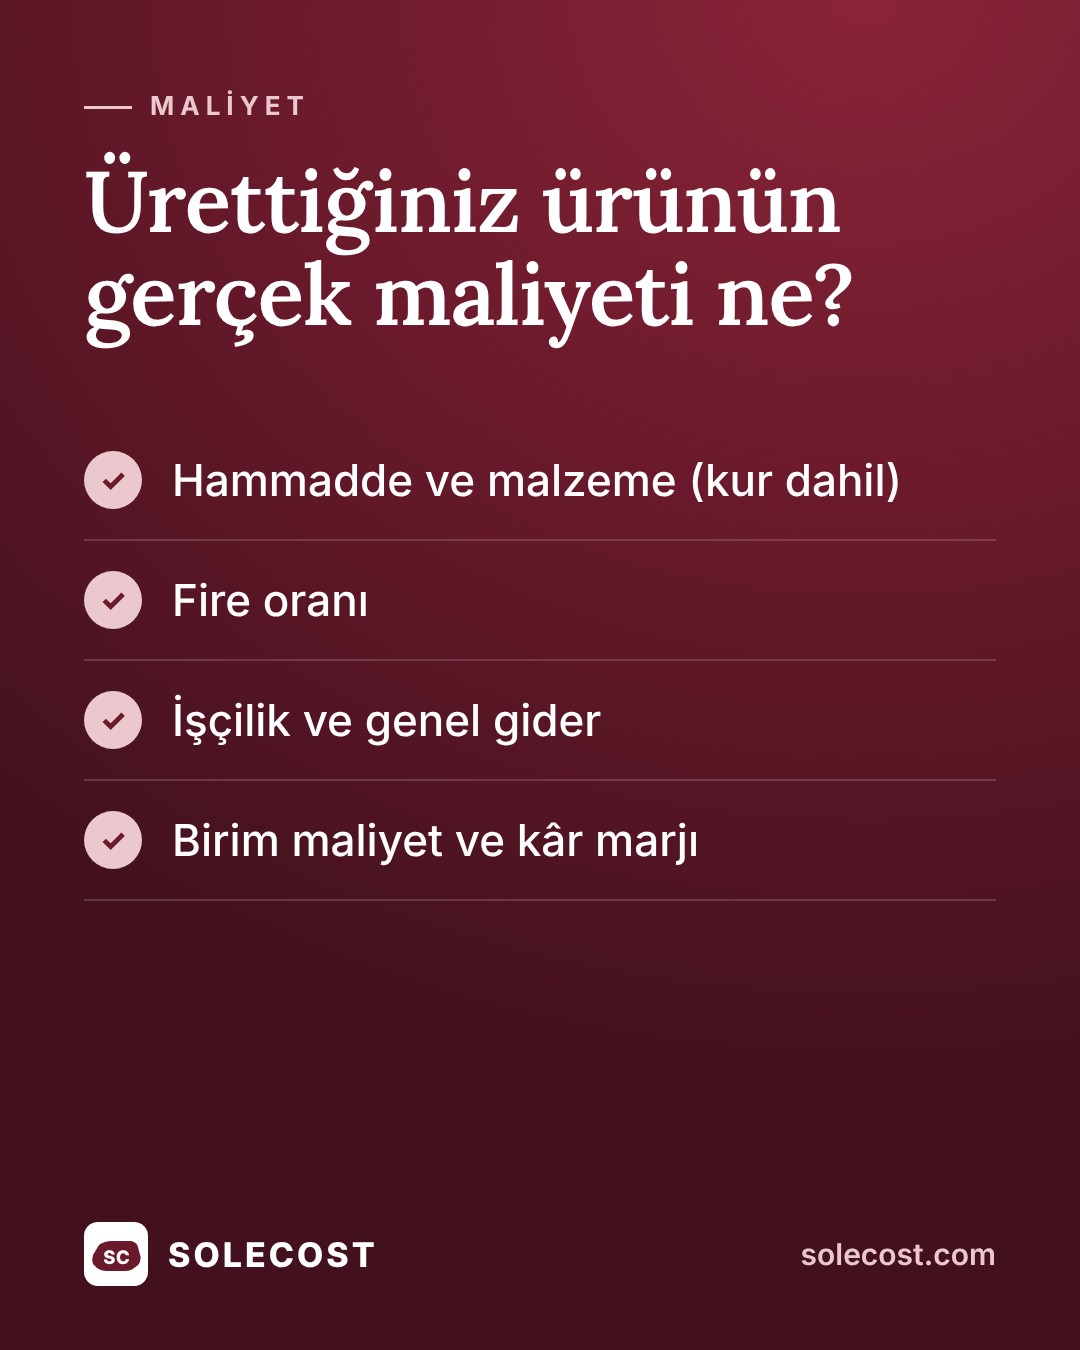 MALİYET
Ürettiğiniz ürünün
gerçek maliyeti ne?
Hammadde ve malzeme (kur dahil)
Fire oranı
İşçilik ve genel gider
Birim maliyet ve kâr marjı
SC SOLECOST
solecost.com